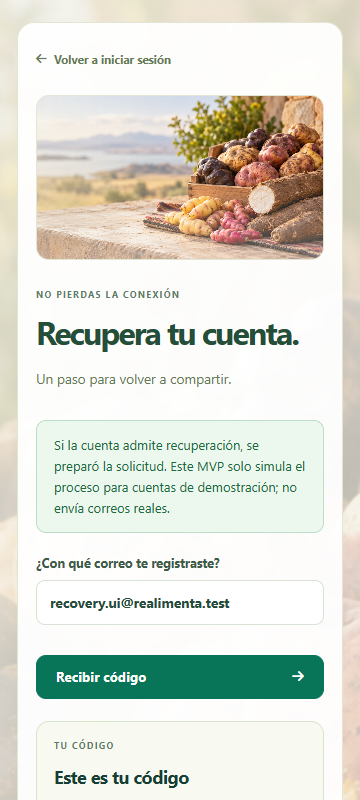 ← Volver a iniciar sesión
NO PIERDAS LA CONEXIÓN
Recupera tu cuenta.
Un paso para volver a compartir.
Si la cuenta admite recuperación, se
preparó la solicitud. Este MVP solo simula el
proceso para cuentas de demostración; no
envía correos reales.
¿Con qué correo te registraste?
recovery.ui@realimenta.test
Recibir código →
TU CÓDIGO
Este es tu código